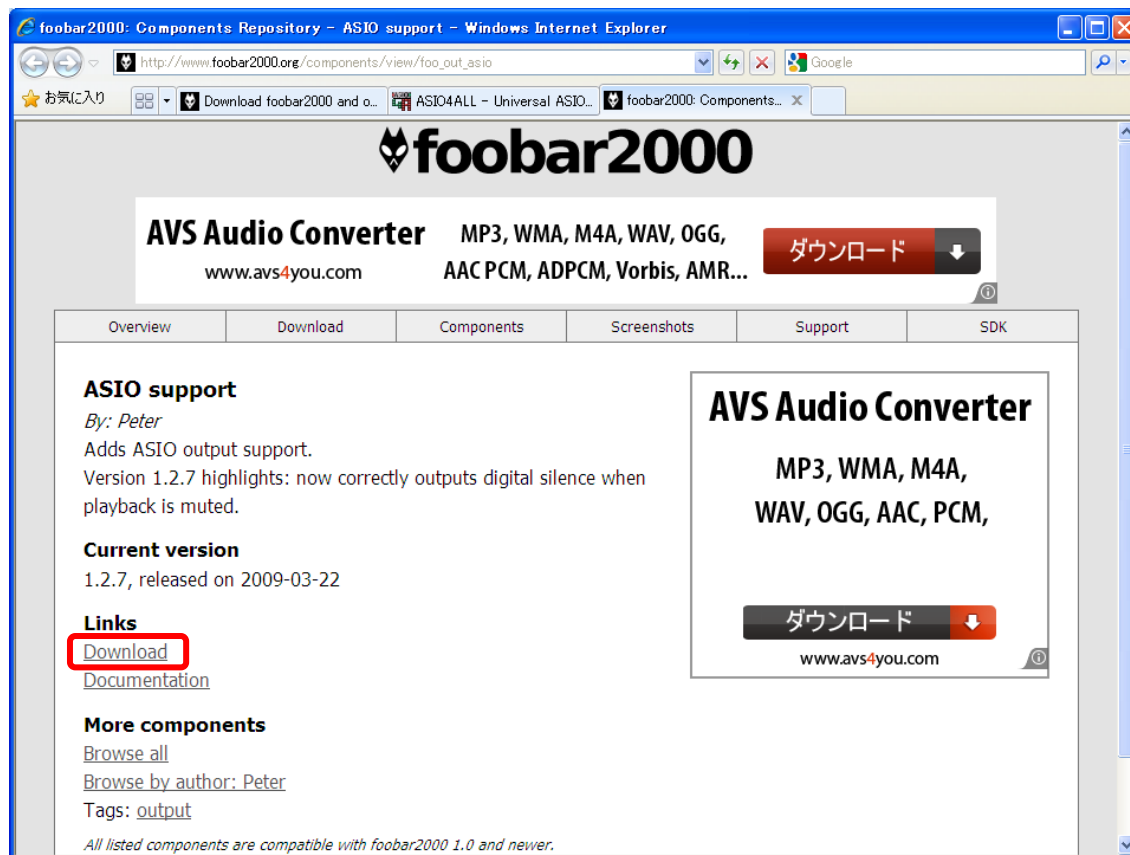 foobar2000: Components Repository - ASIO support - Windows Internet Explorer
http://www.foobar2000.org/components/view/foo_out_asio
Google
お気に入り
Download foobar2000 and o...
ASIO4ALL - Universal ASIO...
foobar2000: Components...
foobar2000
AVS Audio Converter
www.avs4you.com
MP3, WMA, M4A, WAV, OGG,
AAC PCM, ADPCM, Vorbis, AMR...
ダウンロード
Overview
Download
Components
Screenshots
Support
SDK
ASIO support
By: Peter
Adds ASIO output support.
Version 1.2.7 highlights: now correctly outputs digital silence when
playback is muted.
Current version
1.2.7, released on 2009-03-22
Links
Download
Documentation
More components
Browse all
Browse by author: Peter
Tags: output
All listed components are compatible with foobar2000 1.0 and newer.
AVS Audio Converter
MP3, WMA, M4A,
WAV, OGG, AAC, PCM,
ダウンロード
www.avs4you.com